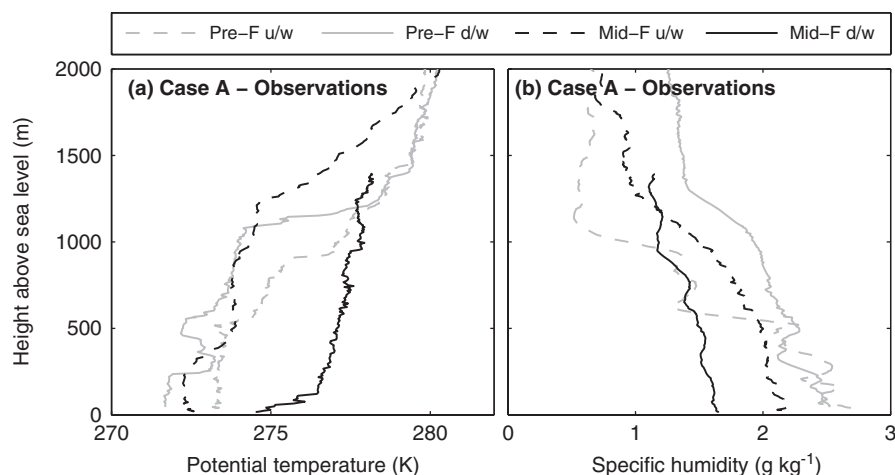 Pre−F u/w Pre−F d/w Mid−F u/w Mid−F d/w
(a) Case A − Observations
(b) Case A − Observations
Height above sea level (m)
2000
1500
1000
500
0
270 275 280
0 1 2 3
Potential temperature (K)
Specific humidity (g kg⁻¹)